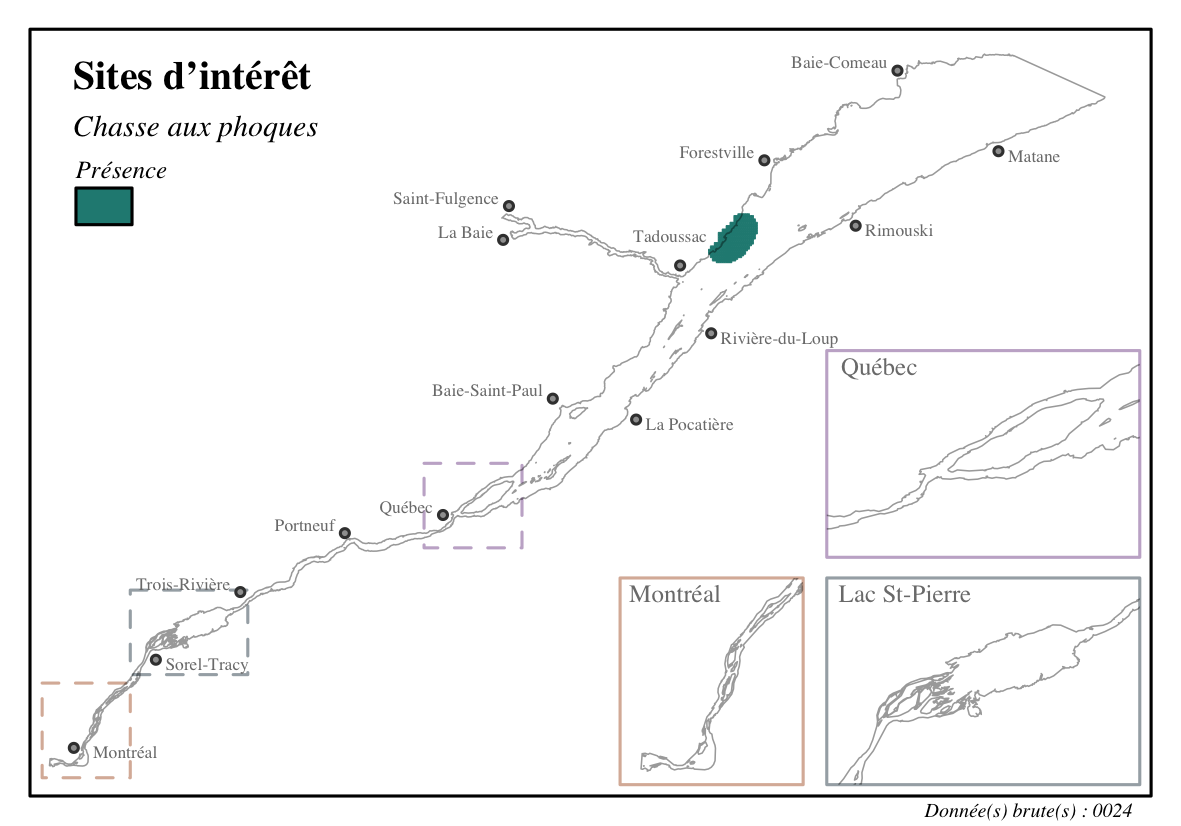 Sites d’intérêt
Chasse aux phoques
Présence
Baie-Comeau
Forestville
Matane
Saint-Fulgence
La Baie
Tadoussac
Rimouski
Rivière-du-Loup
Baie-Saint-Paul
La Pocatière
Québec
Québec
Portneuf
Trois-Rivière
Sorel-Tracy
Montréal
Montréal
Lac St-Pierre
Donnée(s) brute(s) : 0024